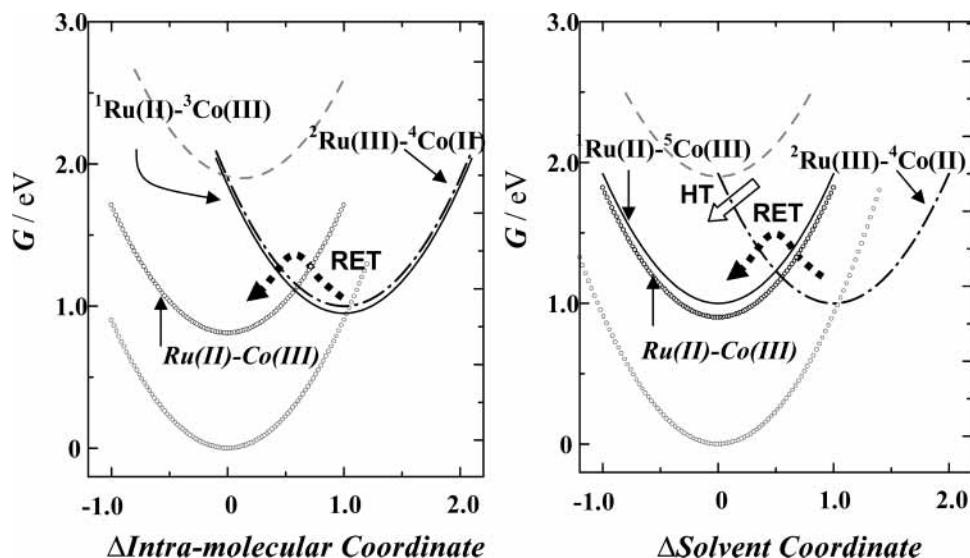 3.0
¹Ru(II)-³Co(III)
²Ru(III)-⁴Co(II)
2.0
G / eV
RET
1.0
Ru(II)-Co(III)
0
-1.0 0 1.0 2.0
ΔIntra-molecular Coordinate
3.0
¹Ru(II)-⁵Co(III)
²Ru(III)-⁴Co(II)
2.0
HT
G / eV
RET
1.0
Ru(II)-Co(III)
0
-1.0 0 1.0 2.0
ΔSolvent Coordinate